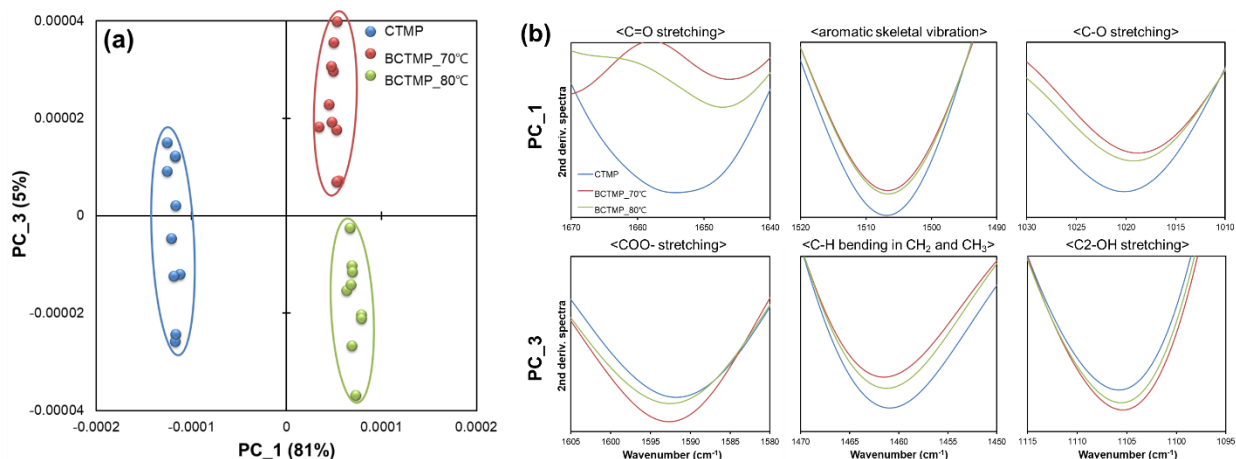 (a)
CTMP
BCTMP_70℃
BCTMP_80℃
0.00004
0.00002
0
-0.00002
-0.00004
PC_3 (5%)
-0.0002
-0.0001
0
0.0001
0.0002
PC_1 (81%)
(b)
PC_1
2nd deriv. spectra
<C=O stretching>
CTMP
BCTMP_70℃
BCTMP_80℃
1670
1660
1650
1640
<aromatic skeletal vibration>
1520
1510
1500
1490
<C-O stretching>
1030
1025
1020
1015
1010
PC_3
2nd deriv. spectra
<COO- stretching>
1605
1600
1595
1590
1585
1580
Wavenumber (cm-1)
<C-H bending in CH2 and CH3>
1470
1465
1460
1455
1450
Wavenumber (cm-1)
<C2-OH stretching>
1115
1110
1105
1100
1095
Wavenumber (cm-1)